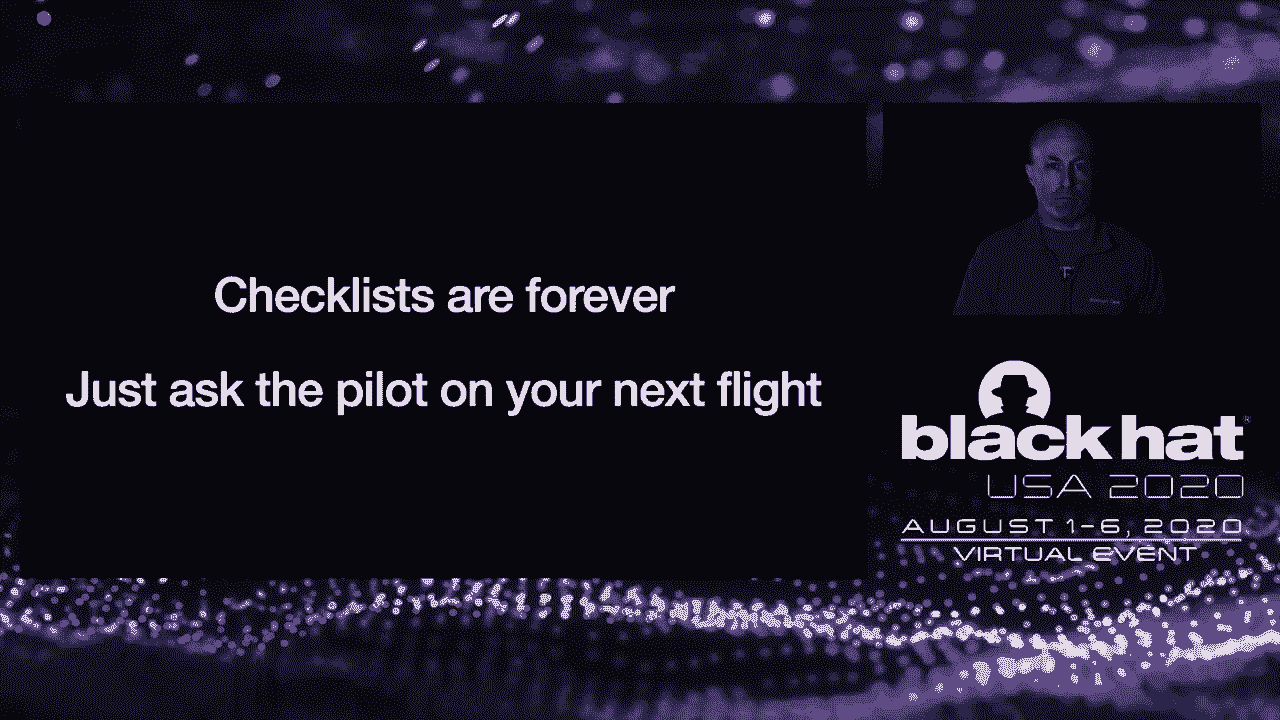 Checklists are forever
Just ask the pilot on your next flight
black hat
USA 2020
AUGUST 1-6, 2020
VIRTUAL EVENT